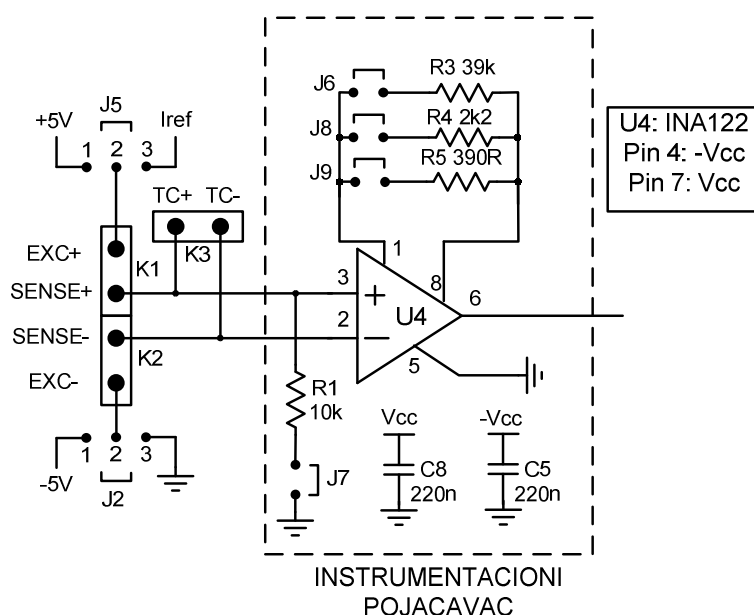 J5
+5V
Iref
1 2 3
TC+ TC-
K3
EXC+
K1
SENSE+
SENSE-
K2
EXC-
1 2 3
-5V
J2
J6
R3 39k
J8
R4 2k2
J9
R5 390R
1
8
3
2
U4
6
5
R1
10k
J7
Vcc
C8
220n
-Vcc
C5
220n
U4: INA122
Pin 4: -Vcc
Pin 7: Vcc
INSTRUMENTACIONI
POJACAVAC